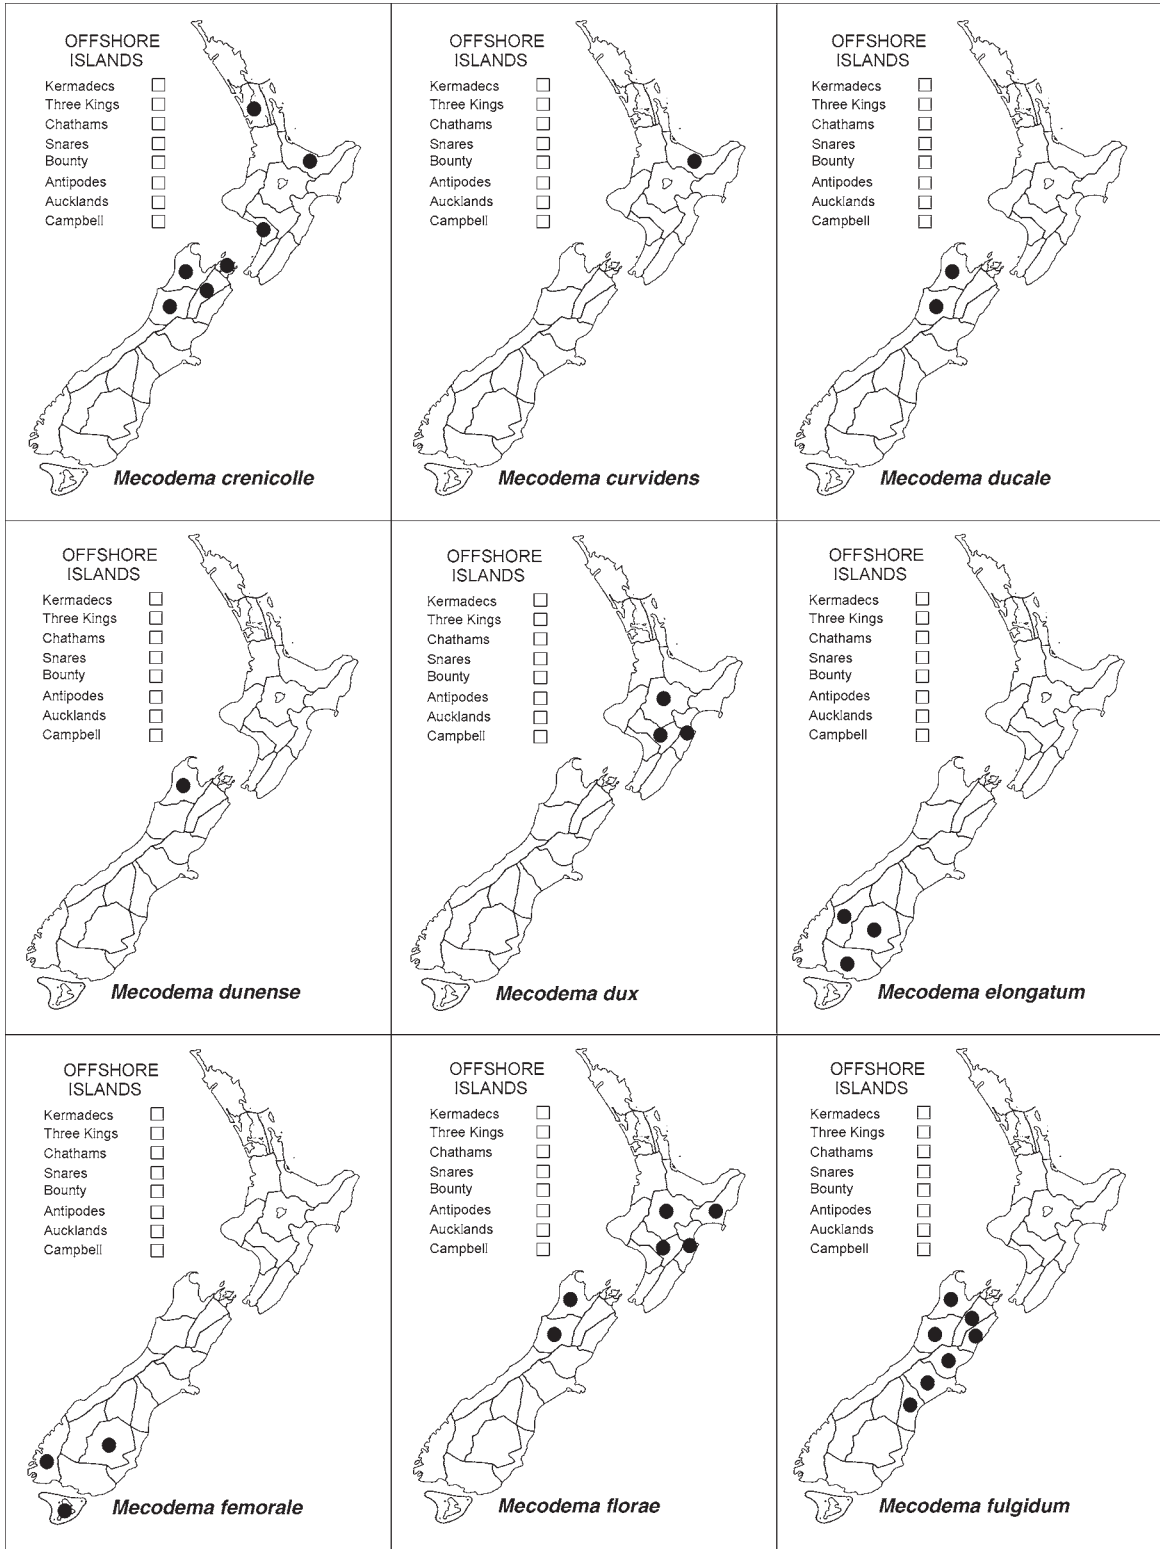 OFFSHORE
ISLANDS
Kermadecs
Three Kings
Chathams
Snares
Bounty
Antipodes
Aucklands
Campbell
Mecodema crenicolle
OFFSHORE
ISLANDS
Kermadecs
Three Kings
Chathams
Snares
Bounty
Antipodes
Aucklands
Campbell
Mecodema curvidens
OFFSHORE
ISLANDS
Kermadecs
Three Kings
Chathams
Snares
Bounty
Antipodes
Aucklands
Campbell
Mecodema ducale
OFFSHORE
ISLANDS
Kermadecs
Three Kings
Chathams
Snares
Bounty
Antipodes
Aucklands
Campbell
Mecodema dunense
OFFSHORE
ISLANDS
Kermadecs
Three Kings
Chathams
Snares
Bounty
Antipodes
Aucklands
Campbell
Mecodema dux
OFFSHORE
ISLANDS
Kermadecs
Three Kings
Chathams
Snares
Bounty
Antipodes
Aucklands
Campbell
Mecodema elongatum
OFFSHORE
ISLANDS
Kermadecs
Three Kings
Chathams
Snares
Bounty
Antipodes
Aucklands
Campbell
Mecodema femorale
OFFSHORE
ISLANDS
Kermadecs
Three Kings
Chathams
Snares
Bounty
Antipodes
Aucklands
Campbell
Mecodema florae
OFFSHORE
ISLANDS
Kermadecs
Three Kings
Chathams
Snares
Bounty
Antipodes
Aucklands
Campbell
Mecodema fulgidum